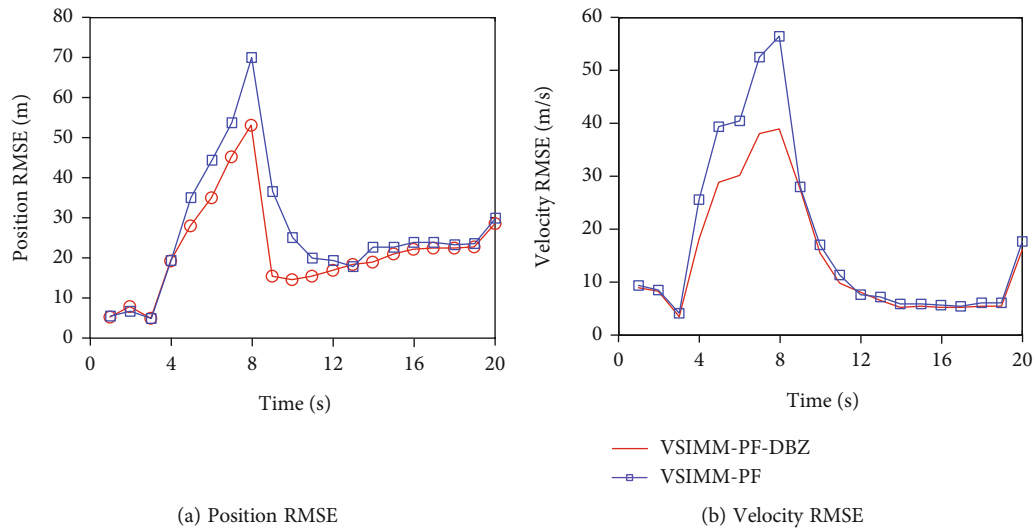 80
70
60
50
40
30
20
10
0
Position RMSE (m)
0 4 8 12 16 20
Time (s)
(a) Position RMSE
60
50
40
30
20
10
0
Velocity RMSE (m/s)
0 4 8 12 16 20
Time (s)
VSIMM-PF-DBZ
VSIMM-PF
(b) Velocity RMSE